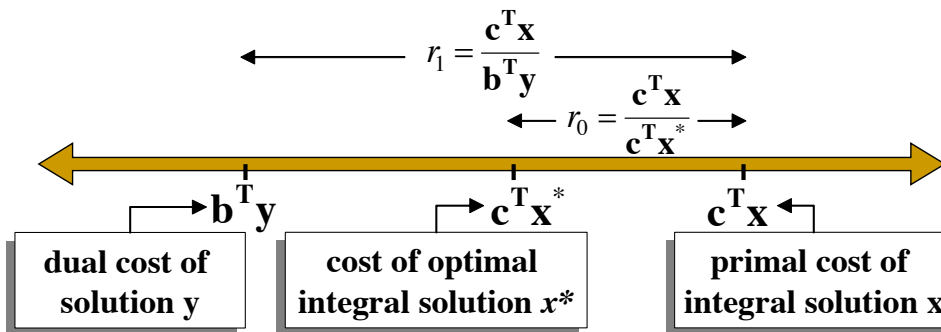 r₁ = cᵀx / bᵀy
r₀ = cᵀx / cᵀx*
bᵀy cᵀx* cᵀx
dual cost of
solution y
cost of optimal
integral solution x*
primal cost of
integral solution x